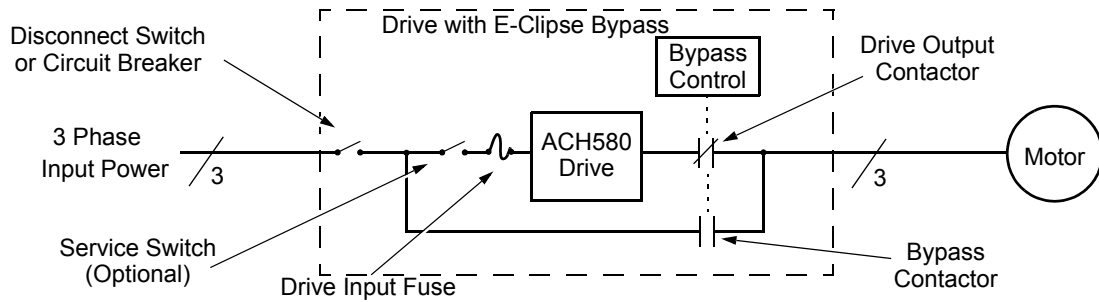 Drive with E-Clipse Bypass
Disconnect Switch
or Circuit Breaker
Bypass
Control
Drive Output
Contactor
3 Phase
Input Power
3
ACH580
Drive
3
Motor
Service Switch
(Optional)
Drive Input Fuse
Bypass
Contactor